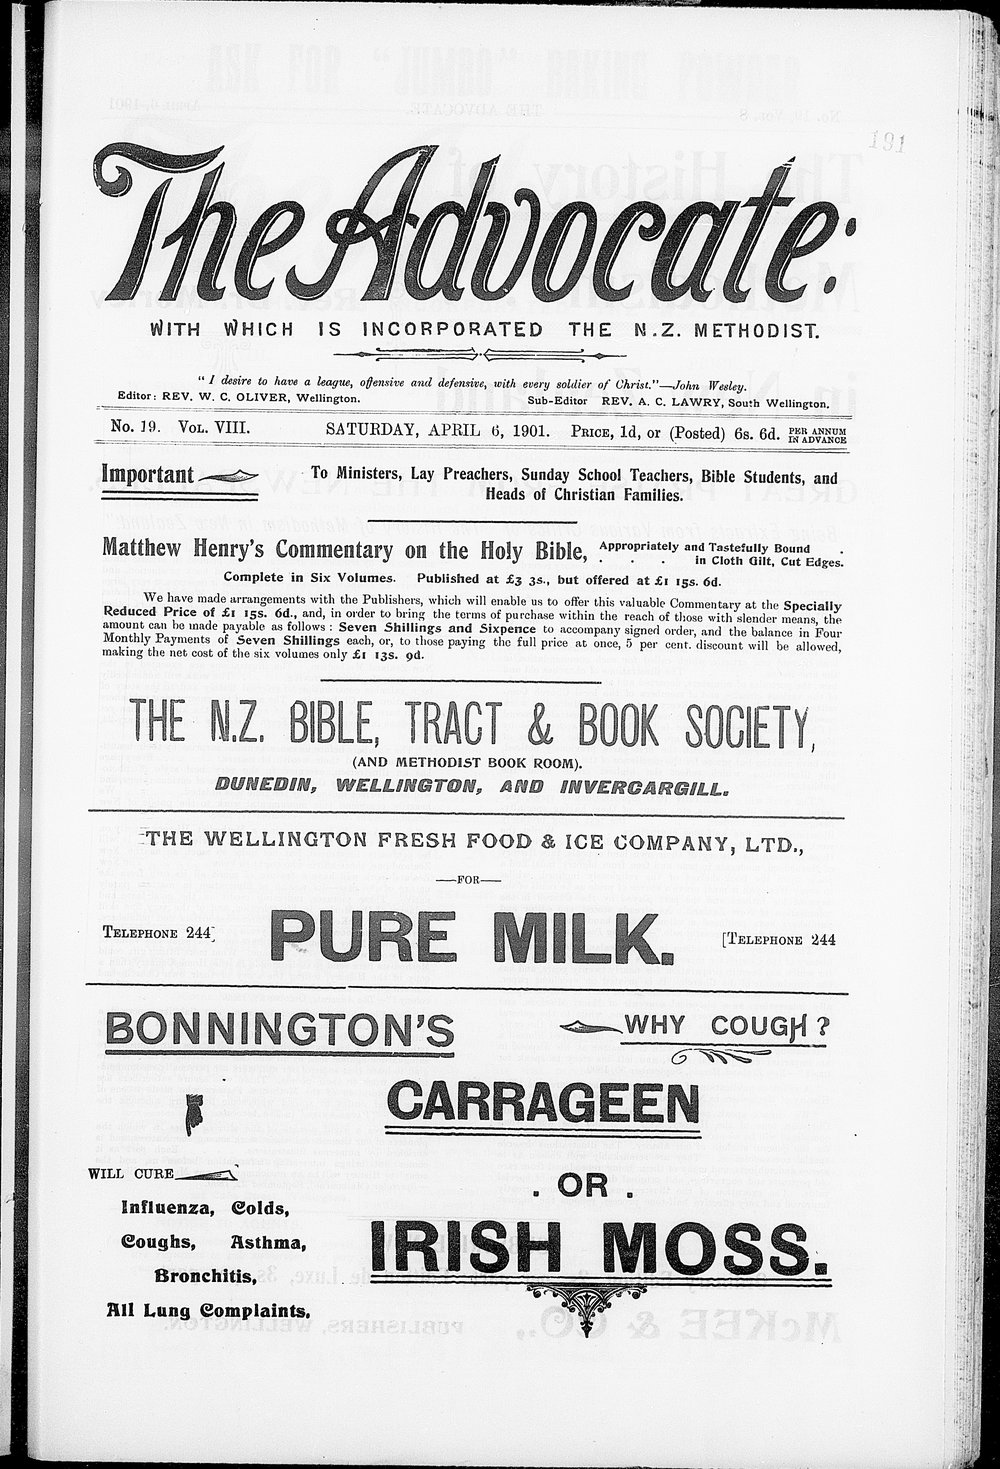 191
The Advocate:
WITH WHICH IS INCORPORATED THE N.Z. METHODIST.
"I desire to have a league, offensive and defensive, with every soldier of Christ."—John Wesley.
Editor: REV. W. C. OLIVER, Wellington. Sub-Editor REV. A. C. LAWRY, South Wellington.
No. 19. VOL. VIII. SATURDAY, APRIL 6, 1901. PRICE, 1d, or (Posted) 6s. 6d. PER ANNUM IN ADVANCE
Important To Ministers, Lay Preachers, Sunday School Teachers, Bible Students, and
Heads of Christian Families.
Matthew Henry's Commentary on the Holy Bible, Appropriately and Tastefully Bound
. . . in Cloth Gilt, Cut Edges.
Complete in Six Volumes. Published at £3 3s., but offered at £1 15s. 6d.
We have made arrangements with the Publishers, which will enable us to offer this valuable Commentary at the Specially
Reduced Price of £1 15s. 6d., and, in order to bring the terms of purchase within the reach of those with slender means, the
amount can be made payable as follows: Seven Shillings and Sixpence to accompany signed order, and the balance in Four
Monthly Payments of Seven Shillings each, or, to those paying the full price at once, 5 per cent. discount will be allowed,
making the net cost of the six volumes only £1 13s. 9d.
THE N.Z. BIBLE, TRACT & BOOK SOCIETY,
(AND METHODIST BOOK ROOM).
DUNEDIN, WELLINGTON, AND INVERCARGILL.
THE WELLINGTON FRESH FOOD & ICE COMPANY, LTD.,
—FOR—
TELEPHONE 244] PURE MILK. [TELEPHONE 244
BONNINGTON'S WHY COUGH?
CARRAGEEN
WILL CURE
. OR .
Influenza, Colds,
Coughs, Asthma,
IRISH MOSS.
Bronchitis,
All Lung Complaints.